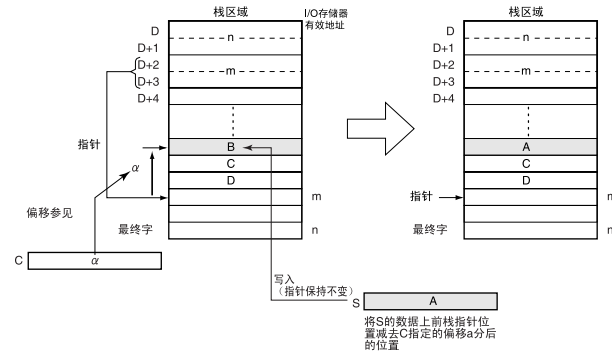 栈区域
I/O存储器
有效地址
D
n
D+1
D+2
m
D+3
D+4
指针
B
α
C
D
m
偏移参见
最终字
n
C
α
写入
（指针保持不变）
S
A
将S的数据上前栈指针位
置减去C指定的偏移a分后
的位置
栈区域
D
n
D+1
D+2
m
D+3
D+4
A
C
D
指针
m
最终字
n